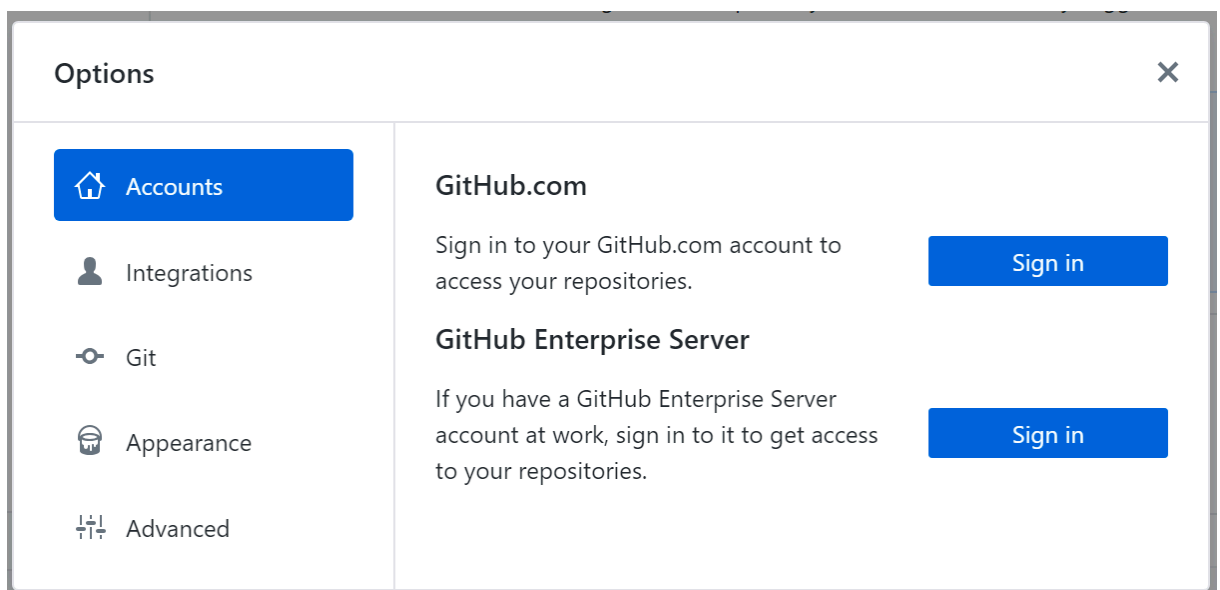 Options
Accounts
Integrations
Git
Appearance
Advanced
GitHub.com
Sign in to your GitHub.com account to
access your repositories.
Sign in
GitHub Enterprise Server
If you have a GitHub Enterprise Server
account at work, sign in to it to get access
to your repositories.
Sign in